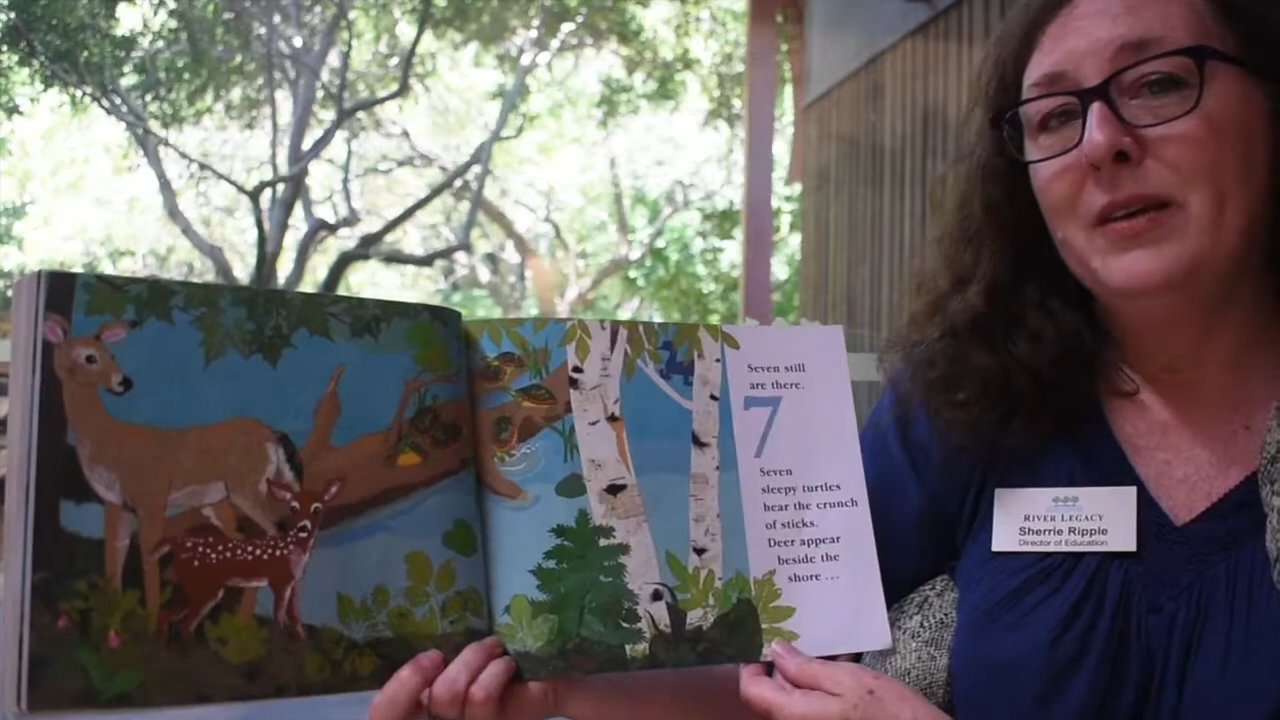 Seven still
are there.
7
Seven
sleepy turtles
hear the crunch
of sticks.
Deer appear
beside the
shore ...
RIVER LEGACY
Sherrie Ripple
Director of Education